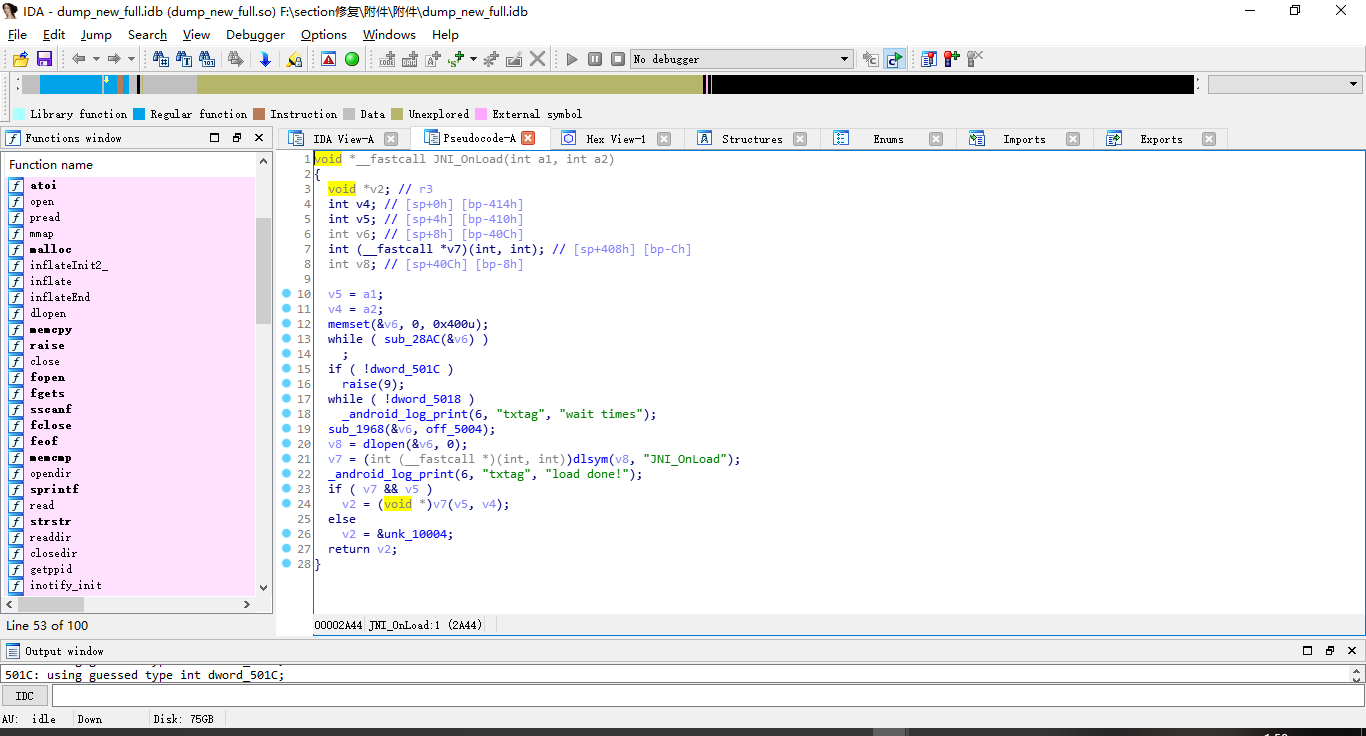 IDA - dump_new_full.idb (dump_new_full.so) F:\section修复\附件\附件\dump_new_full.idb
File Edit Jump Search View Debugger Options Windows Help
No debugger
Library function Regular function Instruction Data Unexplored External symbol
Functions window
IDA View-A Pseudocode-A Hex View-1 Structures Enums Imports Exports
Function name
f atoi
f open
f pread
f mmap
f malloc
f inflateInit2_
f inflate
f inflateEnd
f dlopen
f memcpy
f raise
f close
f fopen
f fgets
f sscanf
f fclose
f feof
f memcmp
f opendir
f sprintf
f read
f strstr
f readdir
f closedir
f getppid
f inotify_init
Line 53 of 100
1 void *__fastcall JNI_OnLoad(int a1, int a2)
2 {
3 void *v2; // r3
4 int v4; // [sp+0h] [bp-414h]
5 int v5; // [sp+4h] [bp-410h]
6 int v6; // [sp+8h] [bp-40Ch]
7 int (__fastcall *v7)(int, int); // [sp+408h] [bp-Ch]
8 int v8; // [sp+40Ch] [bp-8h]
9
10 v5 = a1;
11 v4 = a2;
12 memset(&v6, 0, 0x400u);
13 while ( sub_28AC(&v6) )
14 ;
15 if ( !dword_501C )
16 raise(9);
17 while ( !dword_5018 )
18 _android_log_print(6, "txtag", "wait times");
19 sub_1968(&v6, off_5004);
20 v8 = dlopen(&v6, 0);
21 v7 = (int (__fastcall *)(int, int))dlsym(v8, "JNI_OnLoad");
22 _android_log_print(6, "txtag", "load done!");
23 if ( v7 && v5 )
24 v2 = (void *)v7(v5, v4);
25 else
26 v2 = &unk_10004;
27 return v2;
28 }
00002A44 JNI_OnLoad:1 (2A44)
Output window
501C: using guessed type int dword_501C;
IDC
AU: idle Down Disk: 75GB